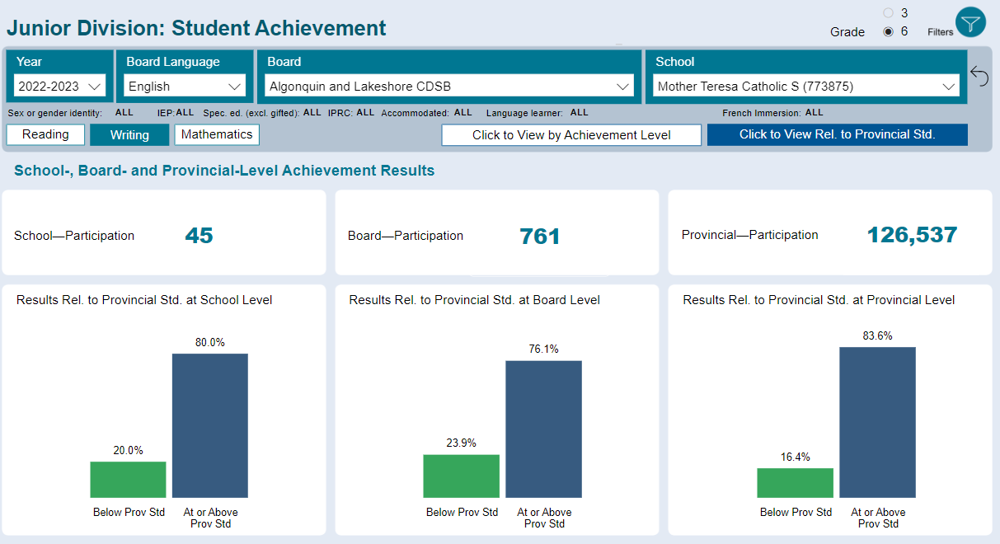 Junior Division: Student Achievement
Grade
3
6
Filters
Year
Board Language
Board
School
2022-2023
English
Algonquin and Lakeshore CDSB
Mother Teresa Catholic S (773875)
Sex or gender identity: ALL IEP: ALL Spec. ed. (excl. gifted): ALL IPRC: ALL Accommodated: ALL Language learner: ALL French Immersion: ALL
Reading
Writing
Mathematics
Click to View by Achievement Level
Click to View Rel. to Provincial Std.
School-, Board- and Provincial-Level Achievement Results
School—Participation 45
Board—Participation 761
Provincial—Participation 126,537
Results Rel. to Provincial Std. at School Level
80.0%
20.0%
Below Prov Std
At or Above
Prov Std
Results Rel. to Provincial Std. at Board Level
76.1%
23.9%
Below Prov Std
At or Above
Prov Std
Results Rel. to Provincial Std. at Provincial Level
83.6%
16.4%
Below Prov Std
At or Above
Prov Std